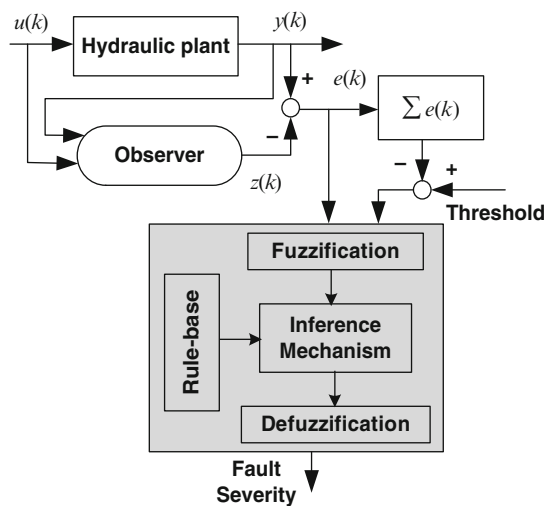 u(k)
Hydraulic plant
y(k)
+
e(k)
∑ e(k)
Observer
−
z(k)
−
+
Threshold
Fuzzification
Rule-base
Inference
Mechanism
Defuzzification
Fault
Severity